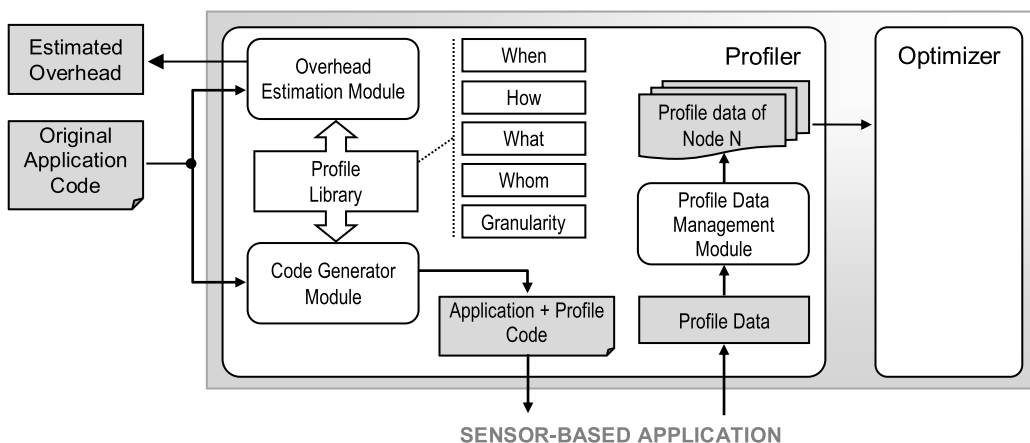 Estimated
Overhead
Original
Application
Code
Overhead
Estimation Module
Profile
Library
Code Generator
Module
When
How
What
Whom
Granularity
Application + Profile
Code
Profiler
Profile data of
Node N
Profile Data
Management
Module
Profile Data
Optimizer
SENSOR-BASED APPLICATION